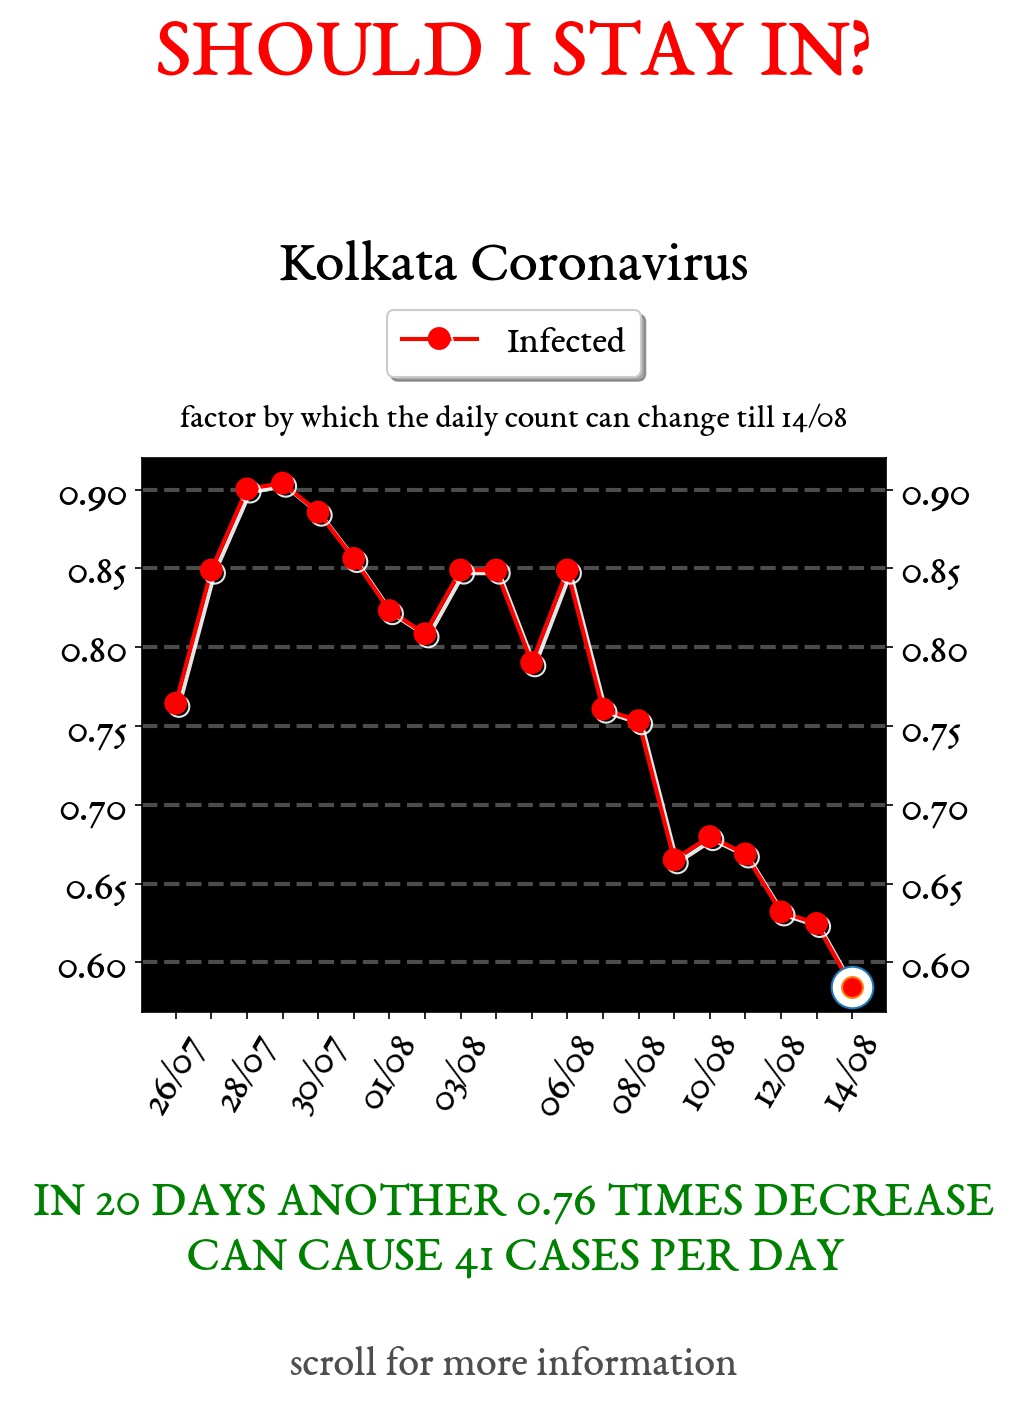 SHOULD I STAY IN?
Kolkata Coronavirus
Infected
factor by which the daily count can change till 14/08
0.90 0.90
0.85 0.85
0.80 0.80
0.75 0.75
0.70 0.70
0.65 0.65
0.60 0.60
26/07 28/07 30/07 01/08 03/08 06/08 08/08 10/08 12/08 14/08
IN 20 DAYS ANOTHER 0.76 TIMES DECREASE
CAN CAUSE 41 CASES PER DAY
scroll for more information